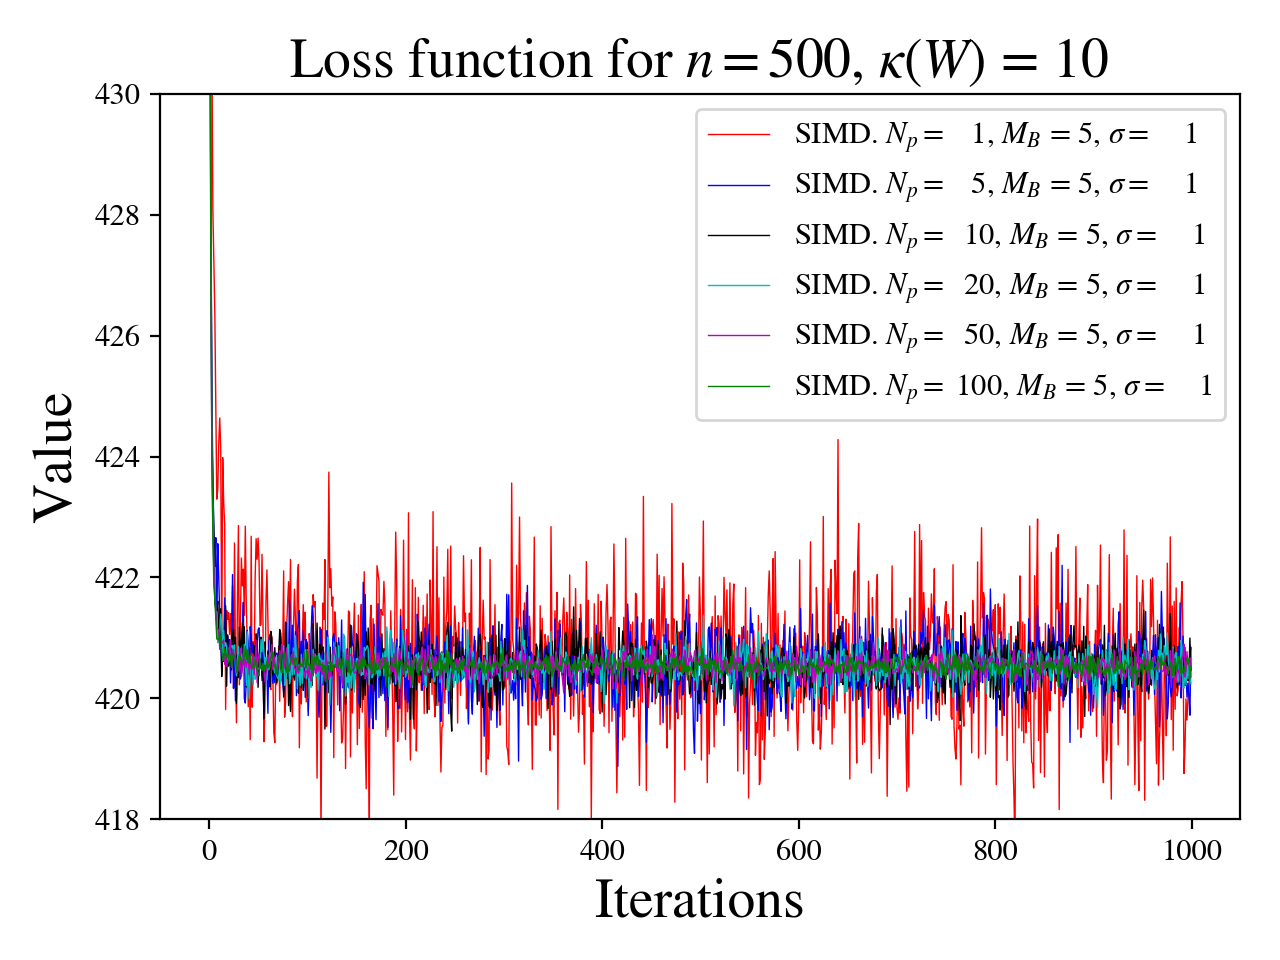 Loss function for n = 500, κ(W) = 10
430
428
426
424
422
420
418
Value
SIMD. N_p = 1, M_B = 5, σ = 1
SIMD. N_p = 5, M_B = 5, σ = 1
SIMD. N_p = 10, M_B = 5, σ = 1
SIMD. N_p = 20, M_B = 5, σ = 1
SIMD. N_p = 50, M_B = 5, σ = 1
SIMD. N_p = 100, M_B = 5, σ = 1
0 200 400 600 800 1000
Iterations